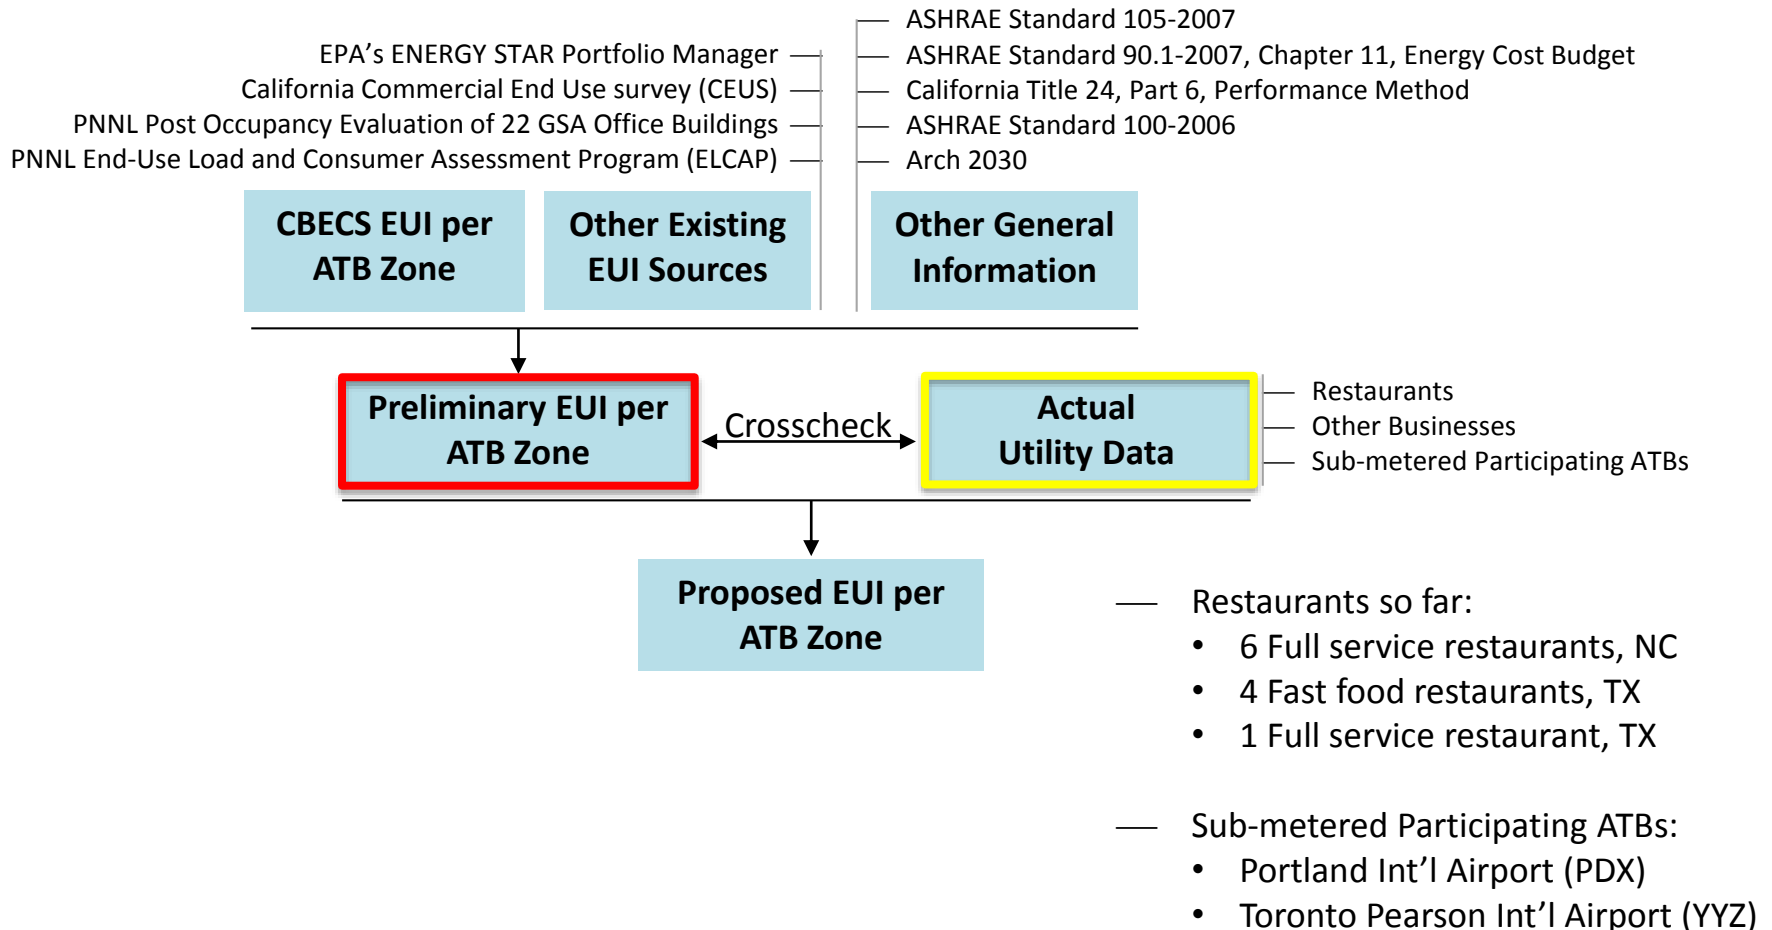 EPA’s ENERGY STAR Portfolio Manager
California Commercial End Use survey (CEUS)
PNNL Post Occupancy Evaluation of 22 GSA Office Buildings
PNNL End-Use Load and Consumer Assessment Program (ELCAP)
ASHRAE Standard 105-2007
ASHRAE Standard 90.1-2007, Chapter 11, Energy Cost Budget
California Title 24, Part 6, Performance Method
ASHRAE Standard 100-2006
Arch 2030
CBECS EUI per
ATB Zone
Other Existing
EUI Sources
Other General
Information
Preliminary EUI per
ATB Zone
Crosscheck
Actual
Utility Data
Restaurants
Other Businesses
Sub-metered Participating ATBs
Proposed EUI per
ATB Zone
— Restaurants so far:
• 6 Full service restaurants, NC
• 4 Fast food restaurants, TX
• 1 Full service restaurant, TX
— Sub-metered Participating ATBs:
• Portland Int’l Airport (PDX)
• Toronto Pearson Int’l Airport (YYZ)